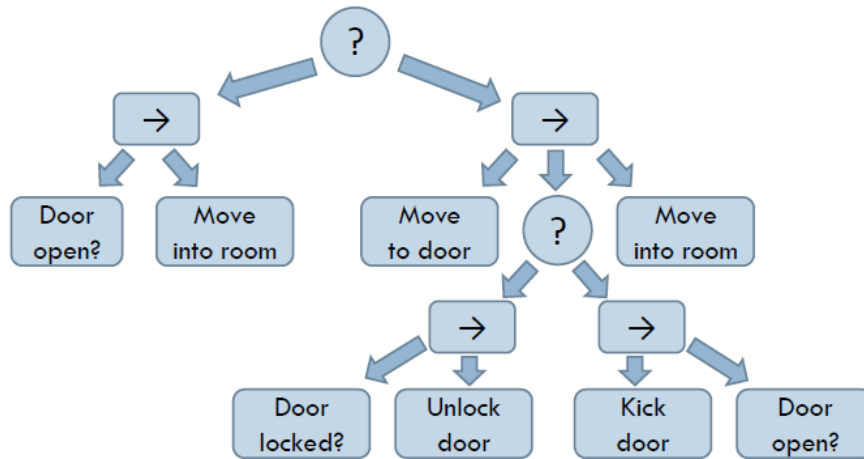 ?
→
→
Door
open?
Move
into room
Move
to door
?
Move
into room
→
→
Door
locked?
Unlock
door
Kick
door
Door
open?